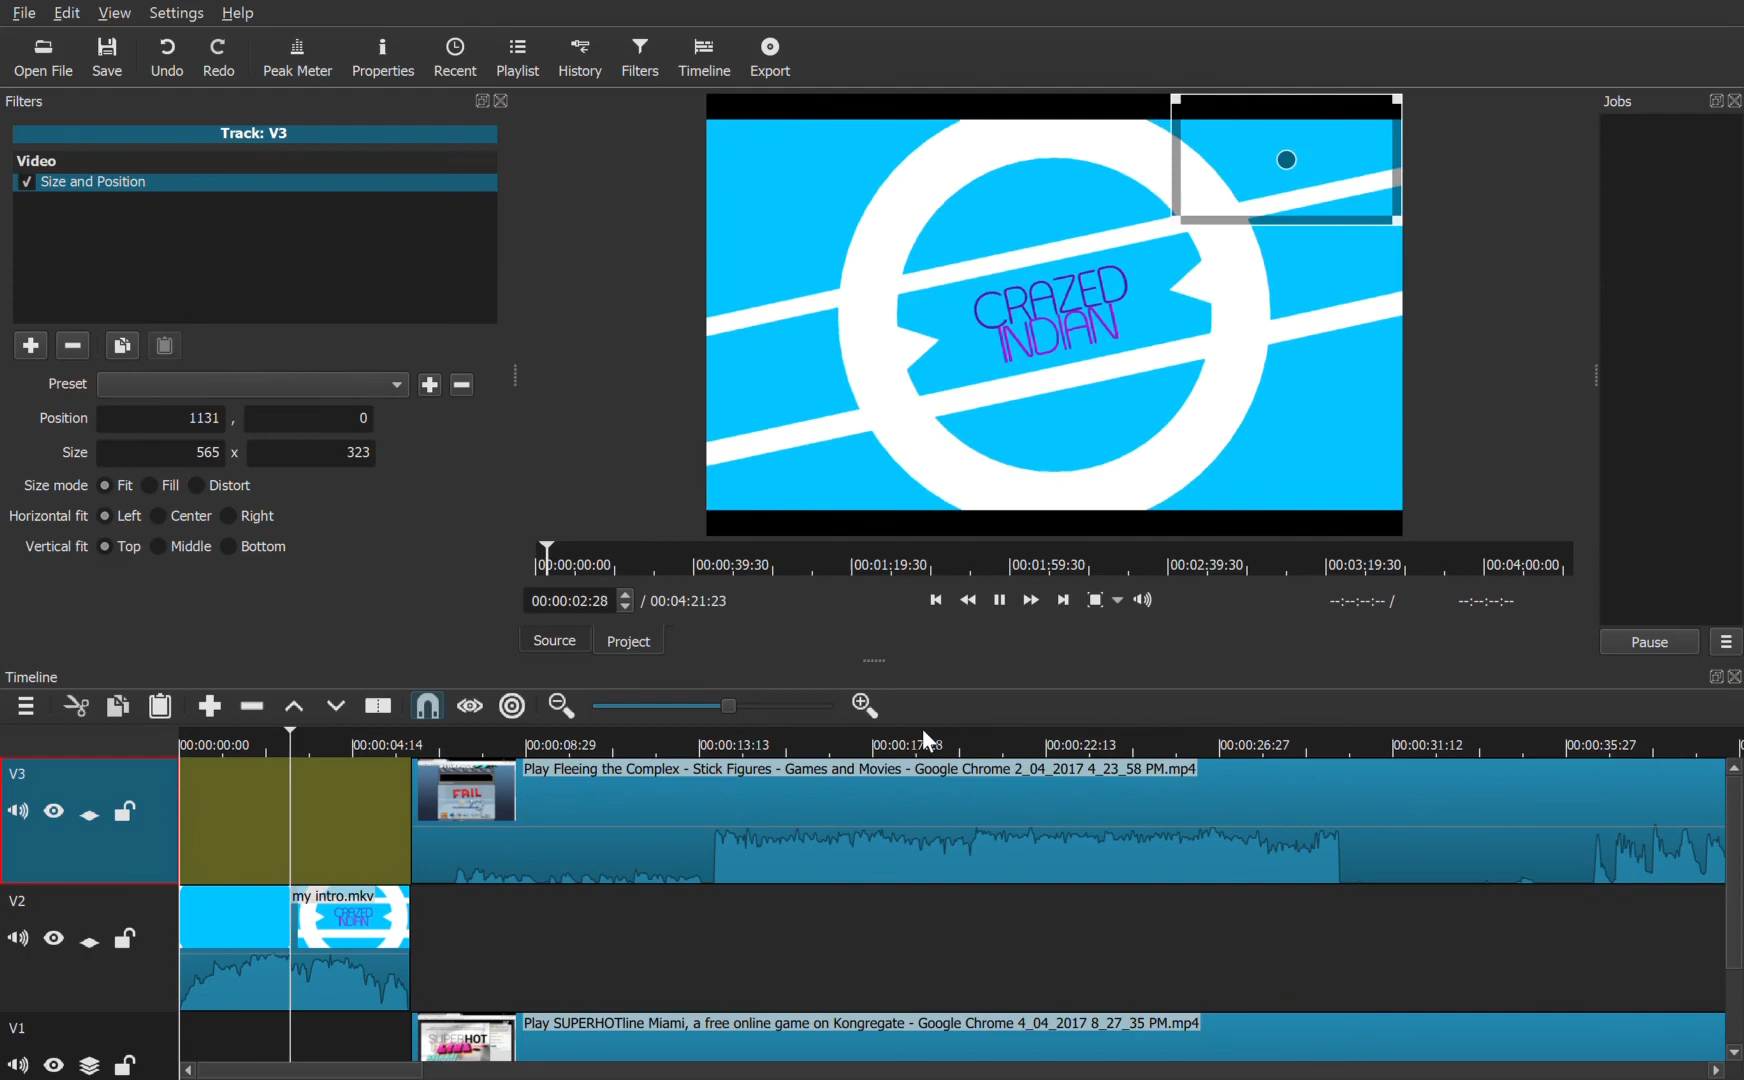 File Edit View Settings Help
Open File Save Undo Redo Peak Meter Properties Recent Playlist History Filters Timeline Export
Filters
Jobs
Track: V3
Video
Size and Position
CRAZED
INDIAN
Preset
Position 1131 , 0
Size 565 x 323
Size mode Fit Fill Distort
Horizontal fit Left Center Right
Vertical fit Top Middle Bottom
00:00:00:00 00:00:39:30 00:01:19:30 00:01:59:30 00:02:39:30 00:03:19:30 00:04:00:00
00:00:02:28 / 00:04:21:23
--:--:--:-- / --:--:--:--
Source Project
Pause
Timeline
00:00:00:00 00:00:04:14 00:00:08:29 00:00:13:13 00:00:22:13 00:00:26:27 00:00:31:12 00:00:35:27
V3
Play Fleeing the Complex - Stick Figures - Games and Movies - Google Chrome 2_04_2017 4_23_58 PM.mp4
FAIL
V2
my intro.mkv
CRAZED
INDIAN
V1
Play SUPERHOTline Miami, a free online game on Kongregate - Google Chrome 4_04_2017 8_27_35 PM.mp4
SUPERHOT